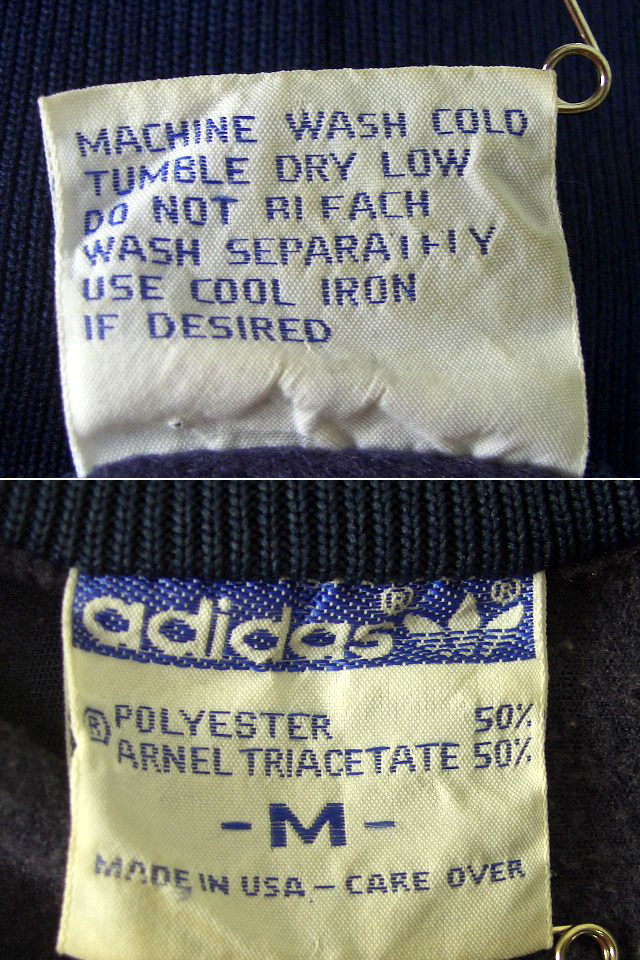 MACHINE WASH COLD
TUMBLE DRY LOW
DO NOT BLEACH
WASH SEPARATELY
USE COOL IRON
IF DESIRED
adidas® ®
® POLYESTER 50%
ARNEL TRIACETATE 50%
- M -
MADE IN USA - CARE OVER